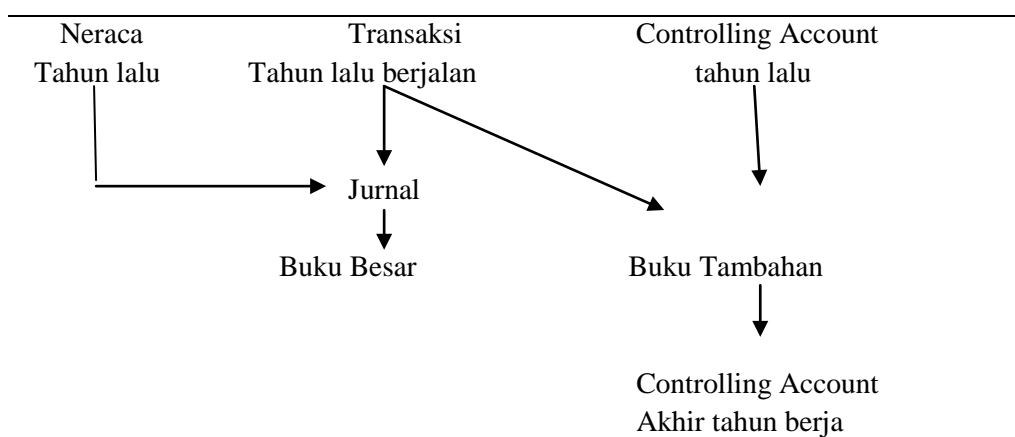 Neraca
Tahun lalu
Transaksi
Tahun lalu berjalan
Controlling Account
tahun lalu
Jurnal
Buku Besar
Buku Tambahan
Controlling Account
Akhir tahun berja